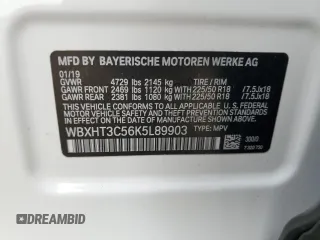 MFD BY BAYERISCHE MOTOREN WERKE AG
01/19
GVWR 4729 lbs 2145 kg TIRE / RIM
GAWR FRONT 2469 lbs 1120 kg WITH 225/50 R18 /7.5Jx18
GAWR REAR 2381 lbs 1080 kg WITH 225/50 R18 /7.5Jx18
THIS VEHICLE CONFORMS TO ALL APPLICABLE U. S. FEDERAL
MOTOR VEHICLE SAFETY, BUMPER, AND THEFT PREVENTION
STANDARDS IN EFFECT ON THE DATE OF MANUFACTURE SHOWN ABOVE.
WBXHT3C56K5L89903 TYPE: MPV
DREAMBID